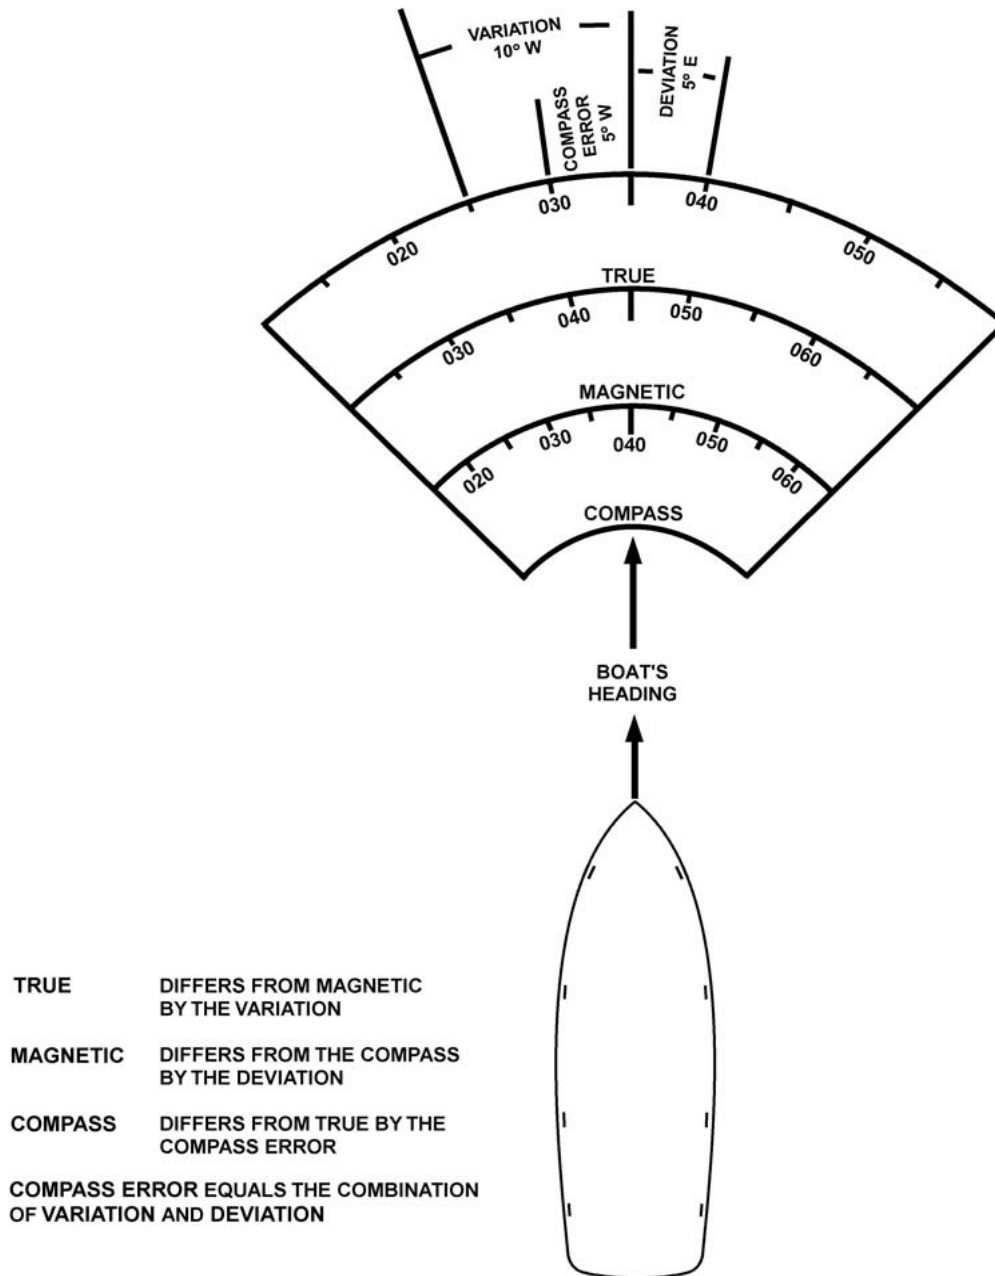 VARIATION
10° W
COMPASS
ERROR
5° W
DEVIATION
5° E
020
030
040
050
TRUE
030
040
050
060
MAGNETIC
020
030
040
050
060
COMPASS
BOAT'S
HEADING
TRUE DIFFERS FROM MAGNETIC
BY THE VARIATION
MAGNETIC DIFFERS FROM THE COMPASS
BY THE DEVIATION
COMPASS DIFFERS FROM TRUE BY THE
COMPASS ERROR
COMPASS ERROR EQUALS THE COMBINATION
OF VARIATION AND DEVIATION